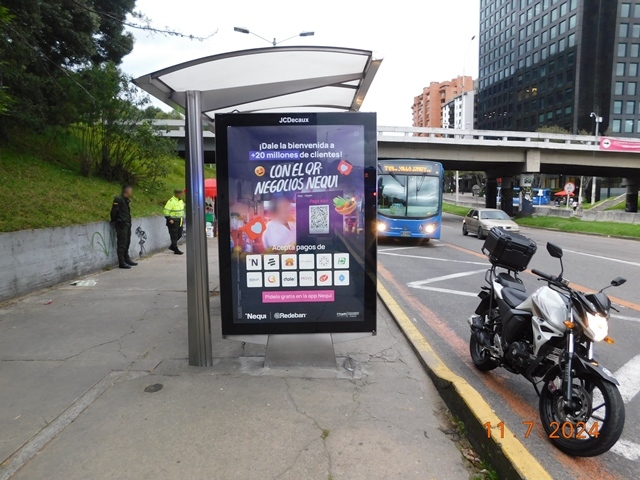 JCDecaux
¡Dale la bienvenida a
+20 millones de clientes!
CON EL QR
NEGOCIOS NEQUI
Acepta pagos de
Pídelo gratis en la app Nequi
Nequi Redeban
11.7.2024